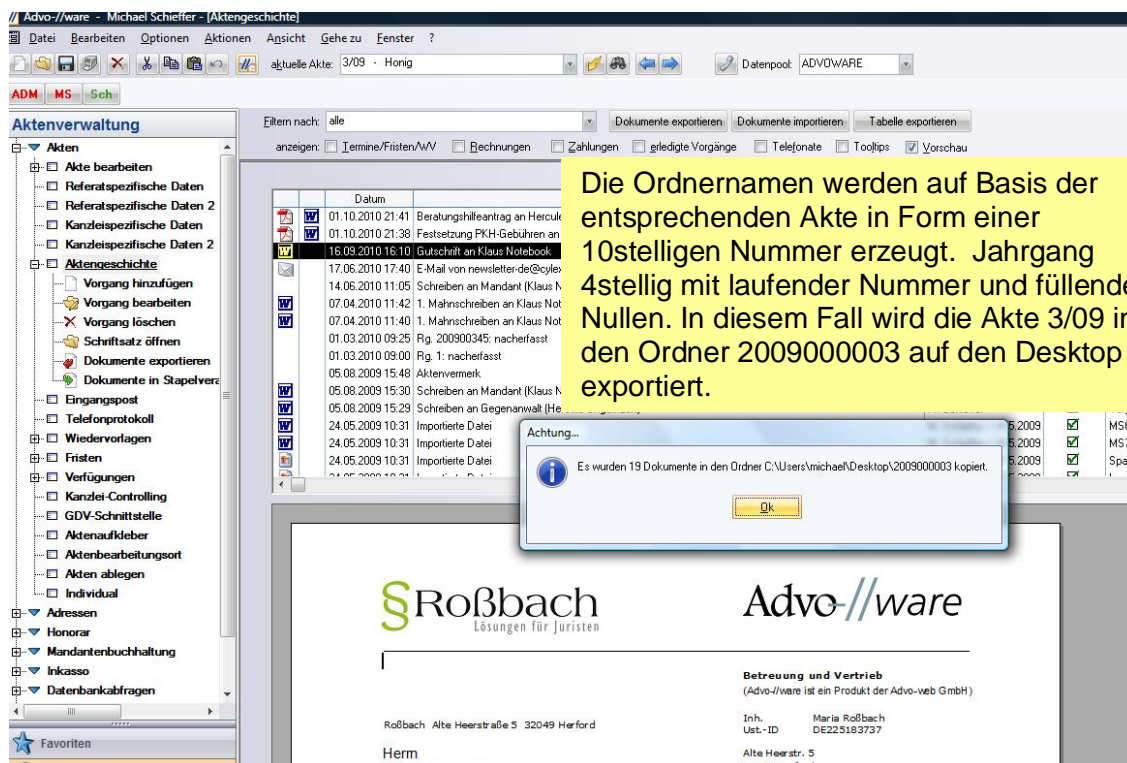 Advo-//ware - Michael Schieffer - [Aktengeschichte]
Datei Bearbeiten Optionen Aktionen Ansicht Gehe zu Fenster ?
aktuelle Akte: 3/09 · Honig Datenpool: ADVOWARE
ADM MS Sch
Aktenverwaltung
Akten
Akte bearbeiten
Referatspezifische Daten
Referatspezifische Daten 2
Kanzleispezifische Daten
Kanzleispezifische Daten 2
Aktengeschichte
Vorgang hinzufügen
Vorgang bearbeiten
Vorgang löschen
Schriftsatz öffnen
Dokumente exportieren
Dokumente in Stapelvera
Eingangspost
Telefonprotokoll
Wiedervorlagen
Fristen
Verfügungen
Kanzlei-Controlling
GDV-Schnittstelle
Aktenaufkleber
Aktenbearbeitungsort
Akten ablegen
Individual
Adressen
Honorar
Mandantenbuchhaltung
Inkasso
Datenbankabfragen
Favoriten
Filtern nach: alle Dokumente exportieren Dokumente importieren Tabelle exportieren
anzeigen: Termine/Fristen/WV Rechnungen Zahlungen erledigte Vorgänge Telefonate Tooltips Vorschau
Datum
01.10.2010 21:41 Beratungshilfeantrag an Hercule
01.10.2010 21:38 Festsetzung PKH-Gebühren an
16.09.2010 16:10 Gutschrift an Klaus Notebook
17.06.2010 17:40 E-Mail von newsletter-de@cylex
14.06.2010 11:05 Schreiben an Mandant (Klaus
07.04.2010 11:42 1. Mahnschreiben an Klaus Not
07.04.2010 11:40 1. Mahnschreiben an Klaus Not
01.03.2010 09:25 Rg. 200900345: nacherfasst
01.03.2010 09:00 Rg. 1: nacherfasst
05.08.2009 15:48 Aktenvermerk
05.08.2009 15:30 Schreiben an Mandant (Klaus N
05.08.2009 15:29 Schreiben an Gegenanwalt
24.05.2009 10:31 Importierte Datei 5.2009
24.05.2009 10:31 Importierte Datei 5.2009
24.05.2009 10:31 Importierte Datei 5.2009 Spa
Die Ordnernamen werden auf Basis der
entsprechenden Akte in Form einer
10stelligen Nummer erzeugt. Jahrgang
4stellig mit laufender Nummer und füllende
Nullen. In diesem Fall wird die Akte 3/09 in
den Ordner 2009000003 auf den Desktop
exportiert.
Achtung...
Es wurden 19 Dokumente in den Ordner C:\Users\michael\Desktop\2009000003 kopiert.
Ok
§Roßbach
Lösungen für Juristen
Advo-//ware
Betreuung und Vertrieb
(Advo-//ware ist ein Produkt der Advo-web GmbH)
Inh. Maria Roßbach
Ust.-ID DE225183737
Roßbach Alte Heerstraße 5 32049 Herford
Herrn
Alte Heerstr. 5